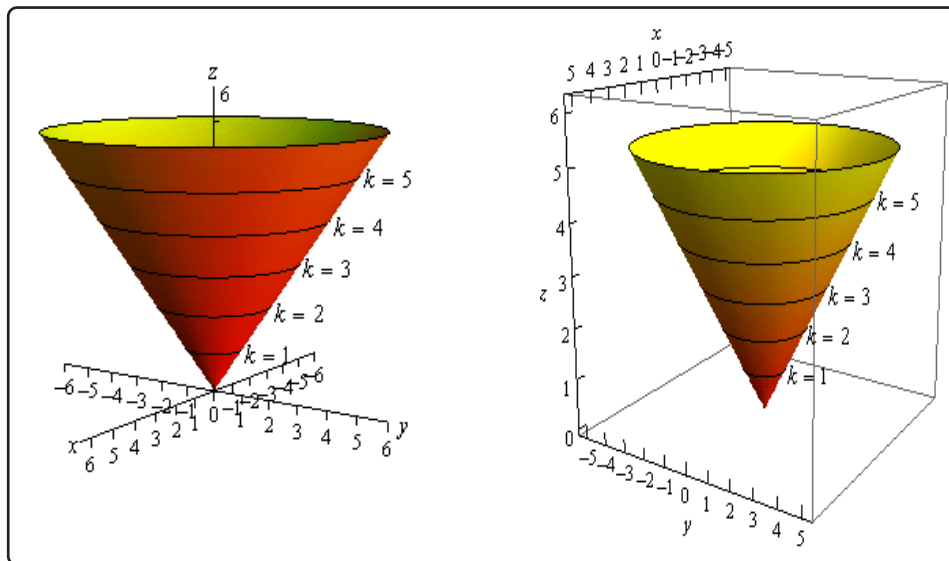 z
6
k = 5
k = 4
k = 3
k = 2
k = 1
-6 -5 -4 -3 -2 -1 0 1 2 3 4 5 6
y
x
6 5 4 3 2 1 -1 -2 -3 -4 -5 -6
x
5 4 3 2 1 0 -1 -2 -3 -4 -5
6
5
4
3
2
1
0
z
k = 5
k = 4
k = 3
k = 2
k = 1
-5 -4 -3 -2 -1 0 1 2 3 4 5
y